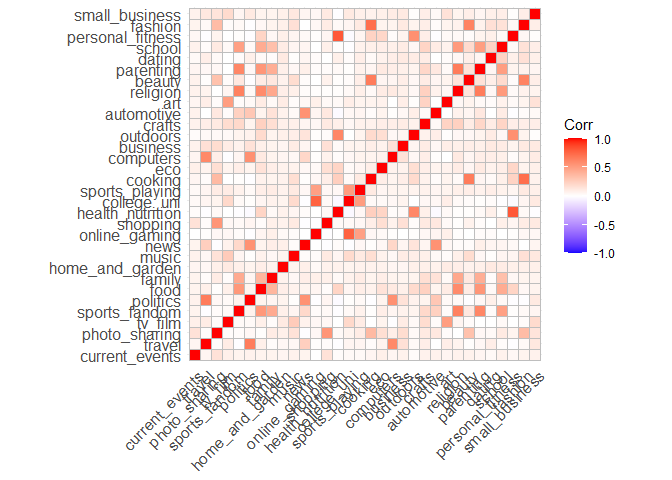 small_business
fashion
personal_fitness
school
dating
parenting
beauty
religion
art
automotive
crafts
outdoors
business
computers
eco
cooking
sports_playing
college_uni
health_nutrition
shopping
online_gaming
news
music
home_and_garden
family
food
politics
sports_fandom
tv_film
photo_sharing
travel
current_events
Corr
1.0
0.5
0.0
-0.5
-1.0
current_events
travel
photo_sharing
tv_film
sports_fandom
politics
food
family
home_and_garden
music
news
online_gaming
shopping
health_nutrition
college_uni
sports_playing
cooking
eco
computers
business
outdoors
crafts
automotive
art
religion
beauty
parenting
dating
school
personal_fitness
fashion
small_business